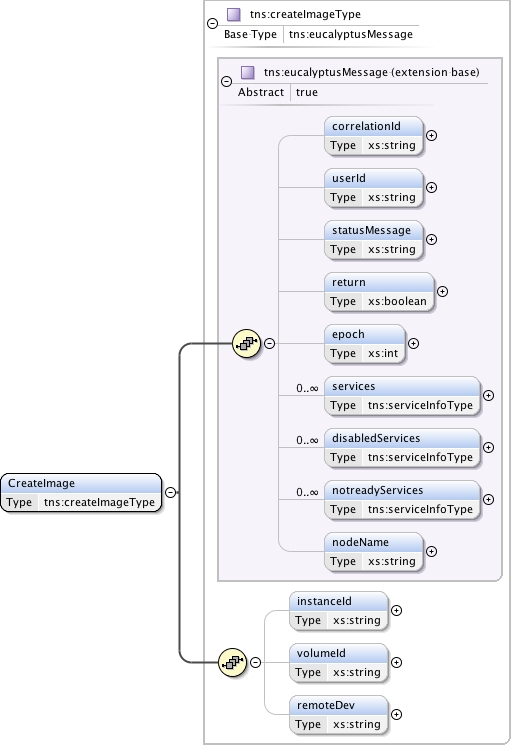 tns:createImageType
Base Type tns:eucalyptusMessage
tns:eucalyptusMessage (extension base)
Abstract true
correlationId
Type xs:string
userId
Type xs:string
statusMessage
Type xs:string
return
Type xs:boolean
epoch
Type xs:int
0..∞ services
Type tns:serviceInfoType
0..∞ disabledServices
Type tns:serviceInfoType
0..∞ notreadyServices
Type tns:serviceInfoType
nodeName
Type xs:string
CreateImage
Type tns:createImageType
instanceId
Type xs:string
volumeId
Type xs:string
remoteDev
Type xs:string